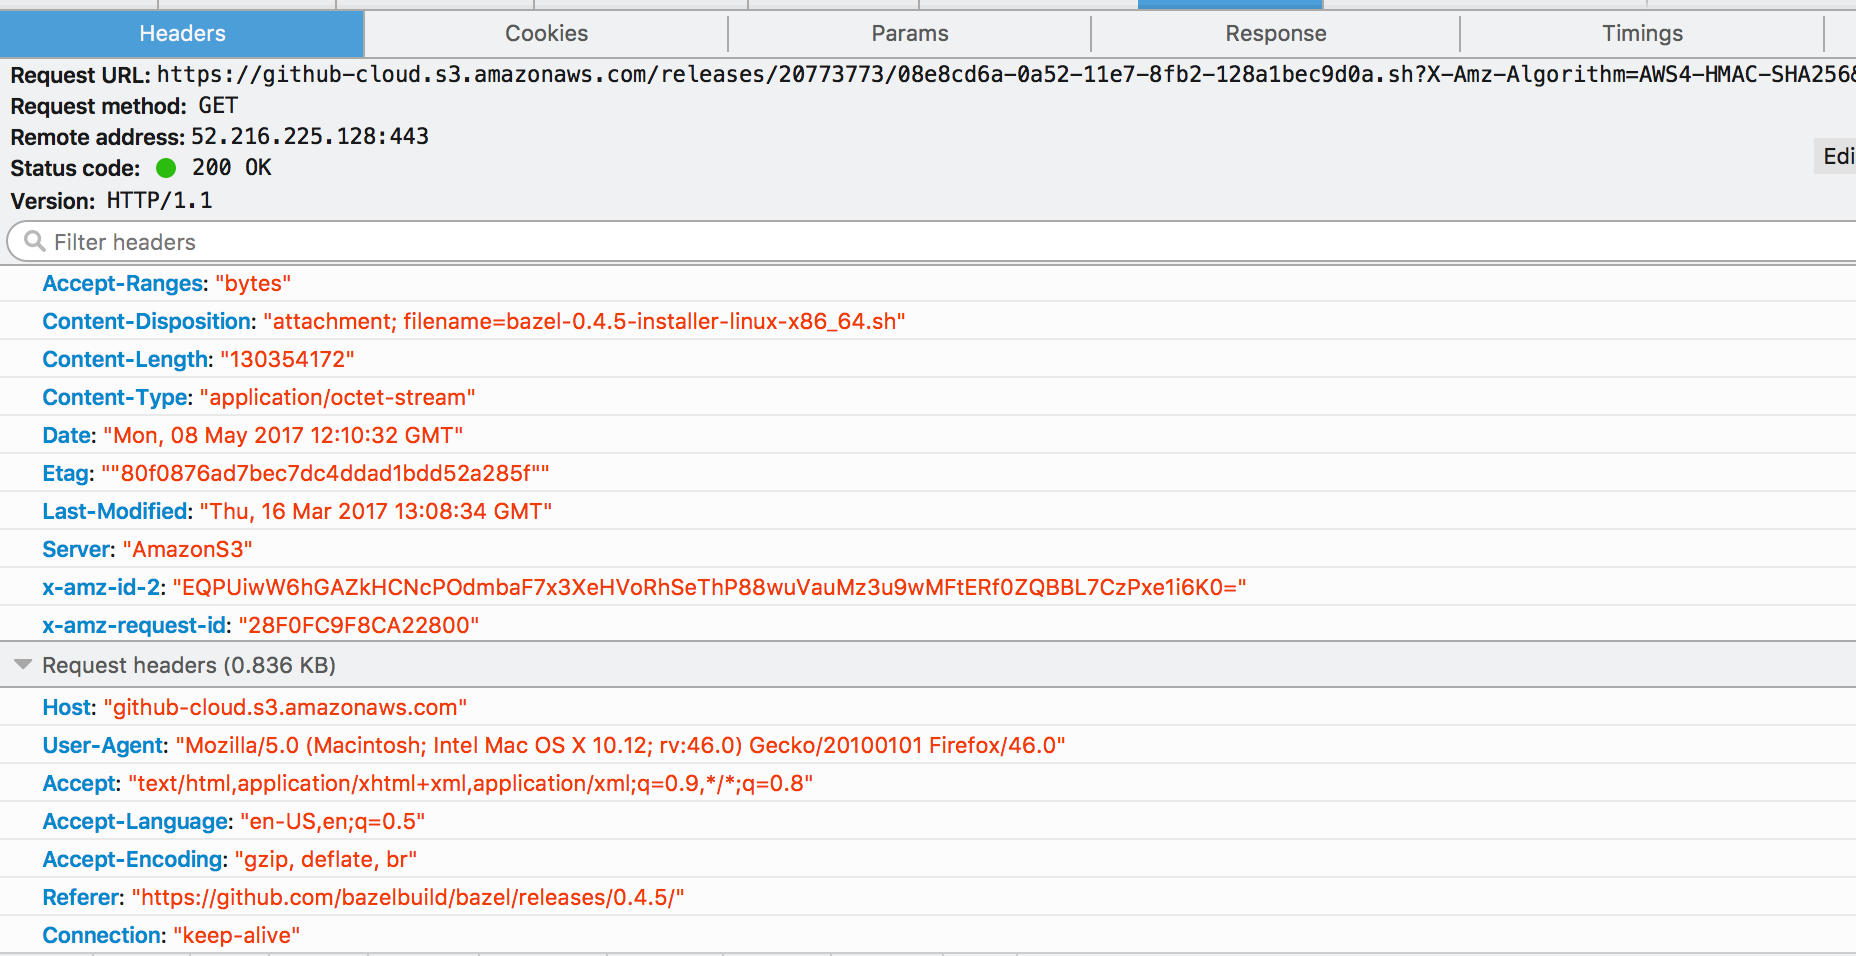 Headers Cookies Params Response Timings
Request URL: https://github-cloud.s3.amazonaws.com/releases/20773773/08e8cd6a-0a52-11e7-8fb2-128a1bec9d0a.sh?X-Amz-Algorithm=AWS4-HMAC-SHA256&
Request method: GET
Remote address: 52.216.225.128:443
Edi
Status code: 200 OK
Version: HTTP/1.1
Filter headers
Accept-Ranges: "bytes"
Content-Disposition: "attachment; filename=bazel-0.4.5-installer-linux-x86_64.sh"
Content-Length: "130354172"
Content-Type: "application/octet-stream"
Date: "Mon, 08 May 2017 12:10:32 GMT"
Etag: ""80f0876ad7bec7dc4ddad1bdd52a285f""
Last-Modified: "Thu, 16 Mar 2017 13:08:34 GMT"
Server: "AmazonS3"
x-amz-id-2: "EQPUiwW6hGAZkHCNcPOdmbaF7x3XeHVoRhSeThP88wuVauMz3u9wMFtERf0ZQBBL7CzPxe1i6K0="
x-amz-request-id: "28F0FC9F8CA22800"
Request headers (0.836 KB)
Host: "github-cloud.s3.amazonaws.com"
User-Agent: "Mozilla/5.0 (Macintosh; Intel Mac OS X 10.12; rv:46.0) Gecko/20100101 Firefox/46.0"
Accept: "text/html,application/xhtml+xml,application/xml;q=0.9,*/*;q=0.8"
Accept-Language: "en-US,en;q=0.5"
Accept-Encoding: "gzip, deflate, br"
Referer: "https://github.com/bazelbuild/bazel/releases/0.4.5/"
Connection: "keep-alive"